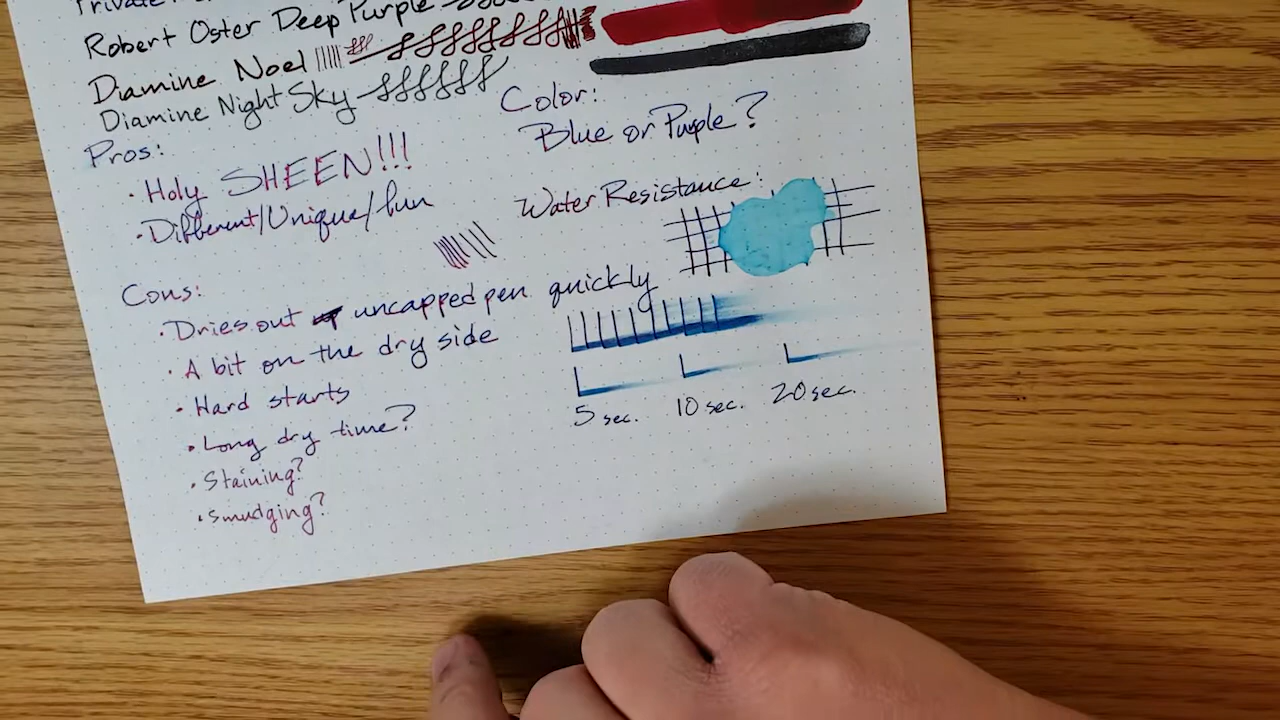 Robert Oster Deep Purple
Diamine Noel
Diamine Night Sky
Pros:
· Holy SHEEN!!!
· Different/Unique/fun
Cons:
· Dries out uncapped pen quickly
· A bit on the dry side
· Hard starts
· Long dry time?
· Staining?
· Smudging?
Color:
Blue or Purple?
Water Resistance:
5 sec. 10 sec. 20 sec.